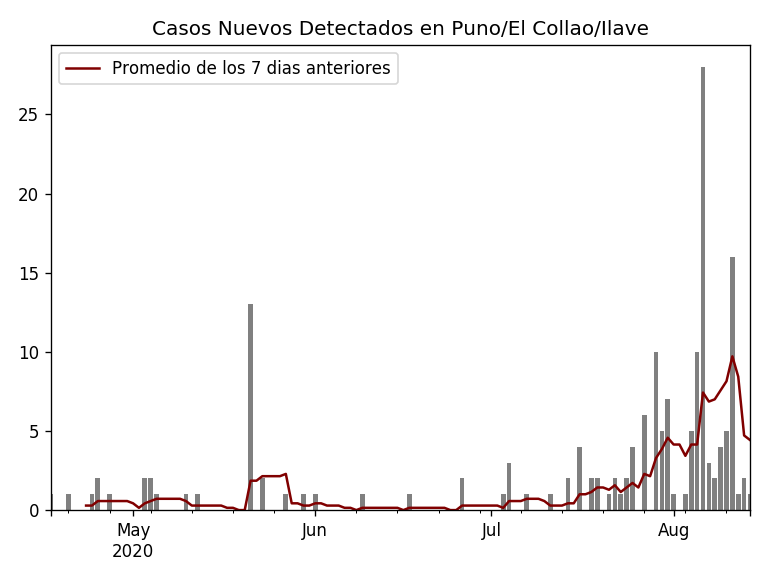 Casos Nuevos Detectados en Puno/El Collao/Ilave
Promedio de los 7 dias anteriores
25
20
15
10
5
0
May Jun Jul Aug
2020